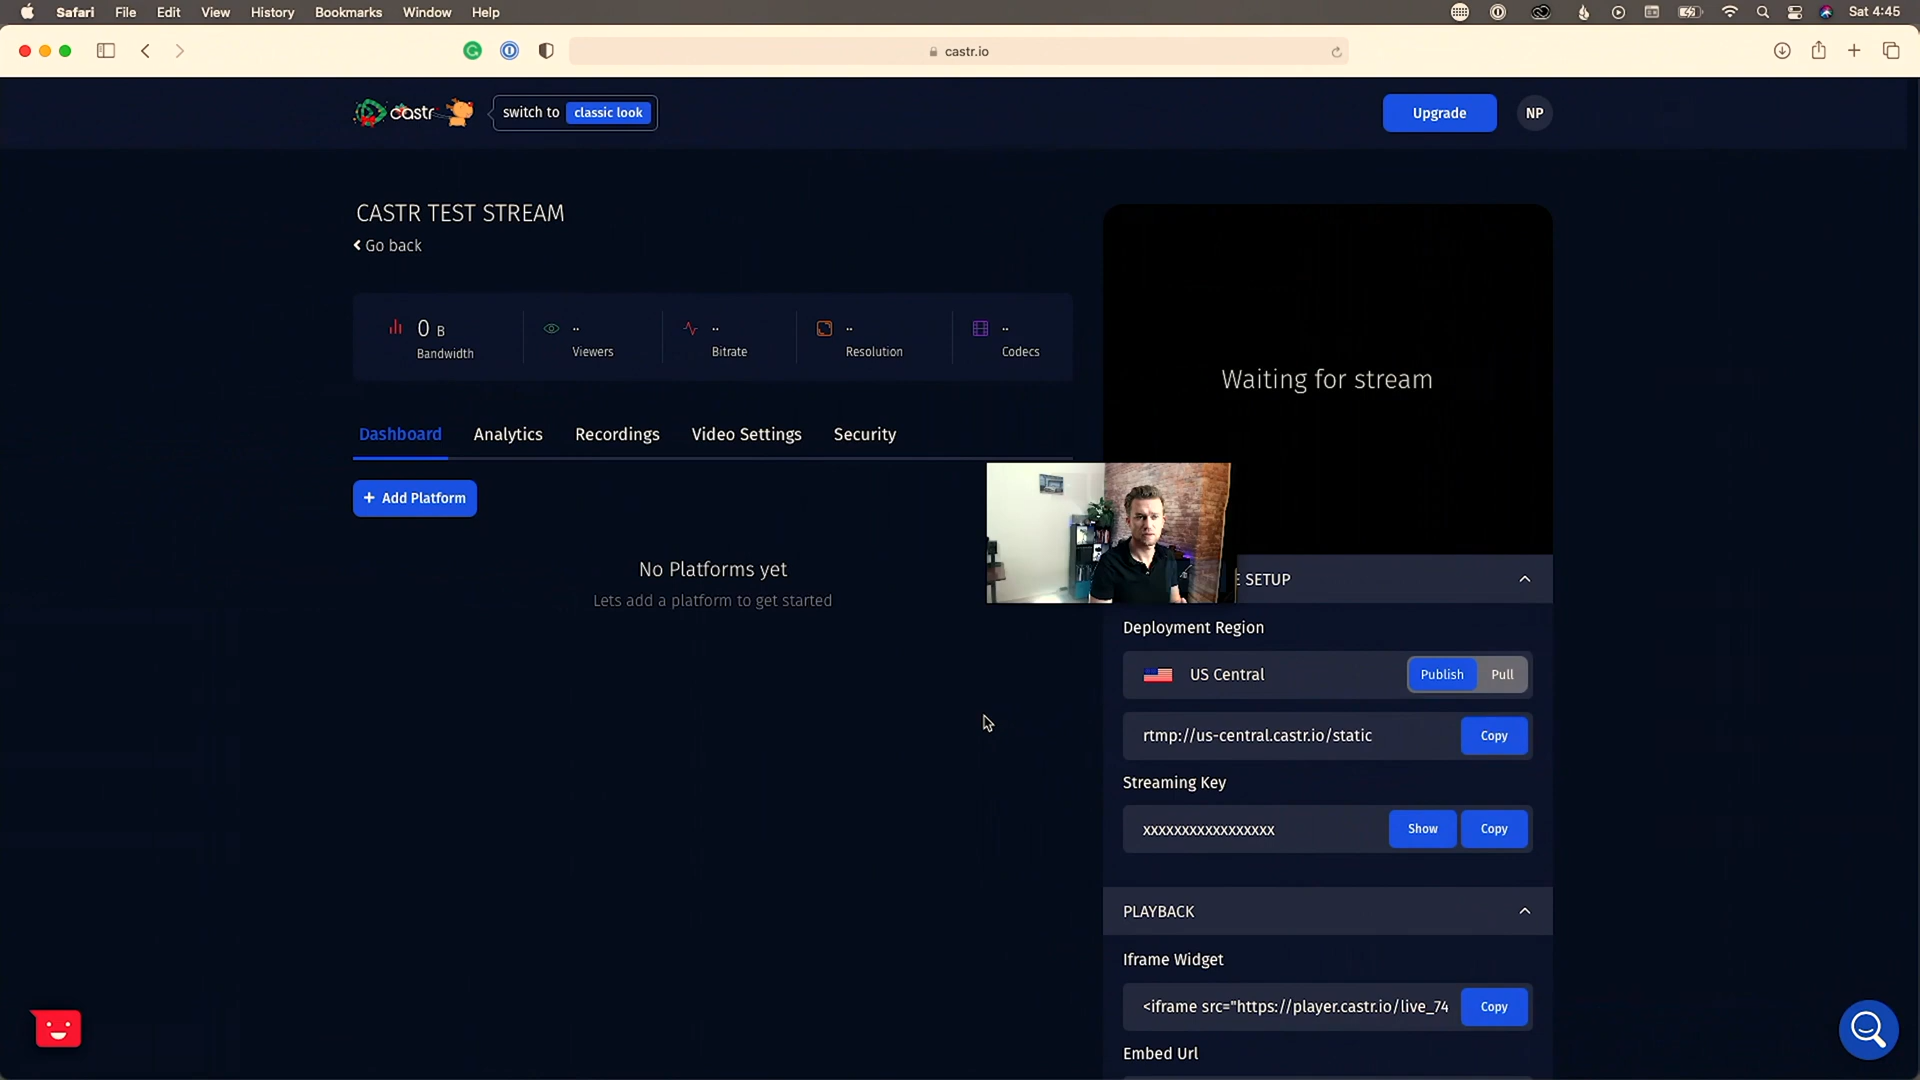 Safari File Edit View History Bookmarks Window Help
Sat 4:45
castr.io
castr
switch to classic look
Upgrade
NP
CASTR TEST STREAM
Go back
0 B
Bandwidth
--
Viewers
--
Bitrate
--
Resolution
--
Codecs
Waiting for stream
Dashboard Analytics Recordings Video Settings Security
+ Add Platform
No Platforms yet
Lets add a platform to get started
E SETUP
Deployment Region
US Central
Publish Pull
rtmp://us-central.castr.io/static
Copy
Streaming Key
xxxxxxxxxxxxxxxxx
Show Copy
PLAYBACK
Iframe Widget
<iframe src="https://player.castr.io/live_74
Copy
Embed Url